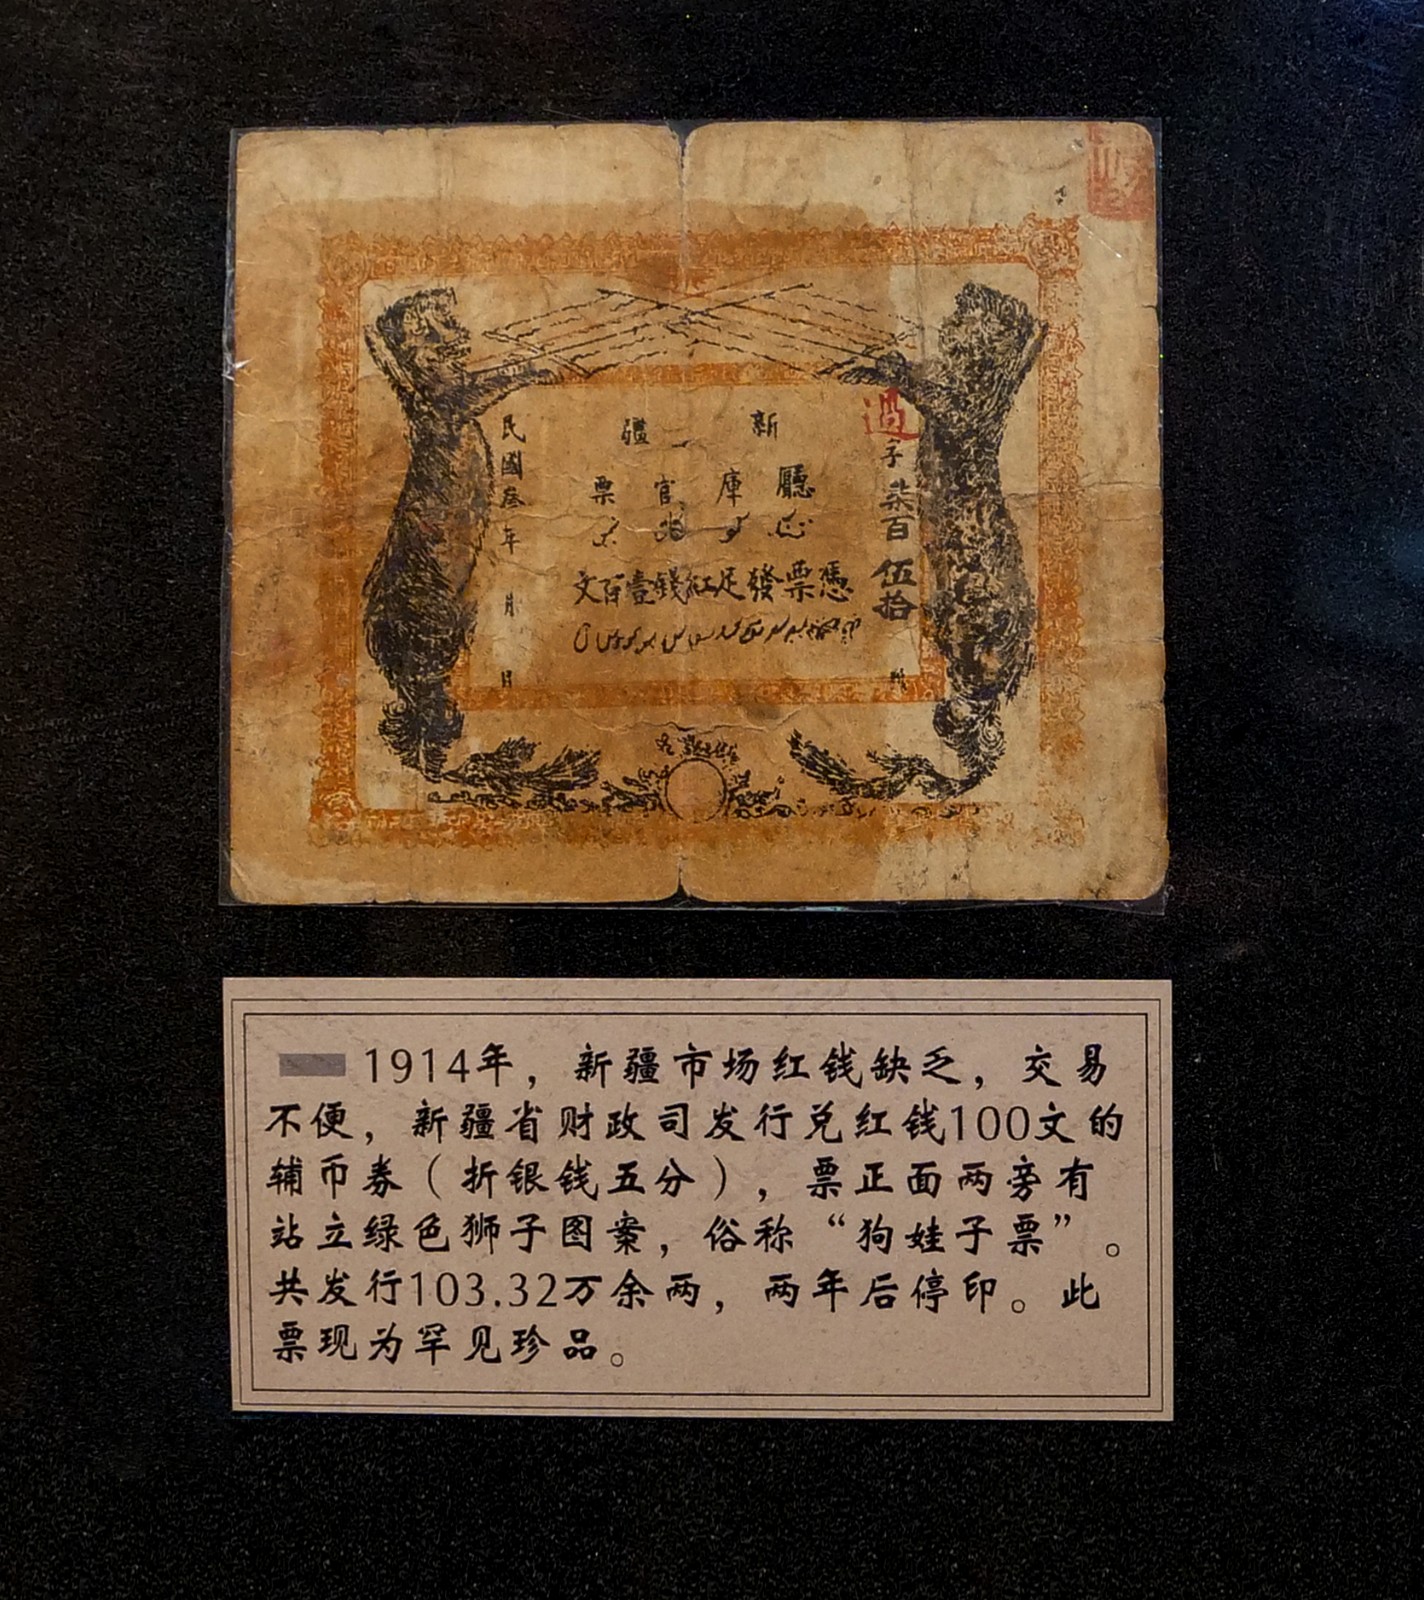 新疆
廳庫官票
憑票發足紅錢壹百文
過字柒百伍拾
民國叁年 月 日
1914年，新疆市场红钱缺乏，交易
不便，新疆省财政司发行兑红钱100文的
辅币券（折银钱五分），票正面两旁有
站立绿色狮子图案，俗称“狗娃子票”。
共发行103.32万余两，两年后停印。此
票现为罕见珍品。